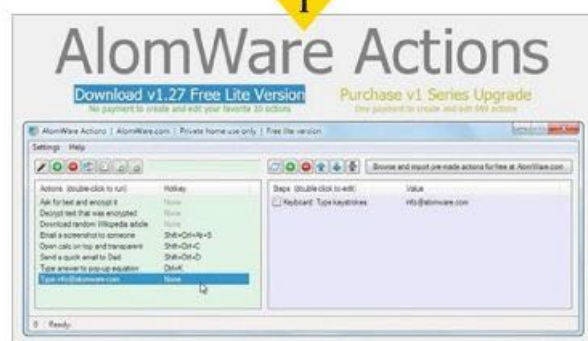 1
AlomWare Actions
Download v1.27 Free Lite Version
Purchase v1 Series Upgrade
No payment to create and edit your favorite 30 actions
One payment to create and edit 999 actions
AlomWare Actions | AlomWare.com | Private home use only | Free lite version
Settings Help
Browse and import pre-made actions for free at AlomWare.com
Actions (double-click to run) Hotkey
Ask for text and encrypt it None
Decrypt text that was encrypted None
Download random Wikipedia article None
Email a screenshot to someone Shift+Ctrl+Alt+S
Open calc on top and transparent Shift+Ctrl+C
Send a quick email to Dad Shift+Ctrl+D
Type answer to pop-up equation Ctrl+K
Type info@alomware.com None
Steps (double-click to edit) Value
Keyboard: Type keystrokes info@alomware.com
0 Ready.